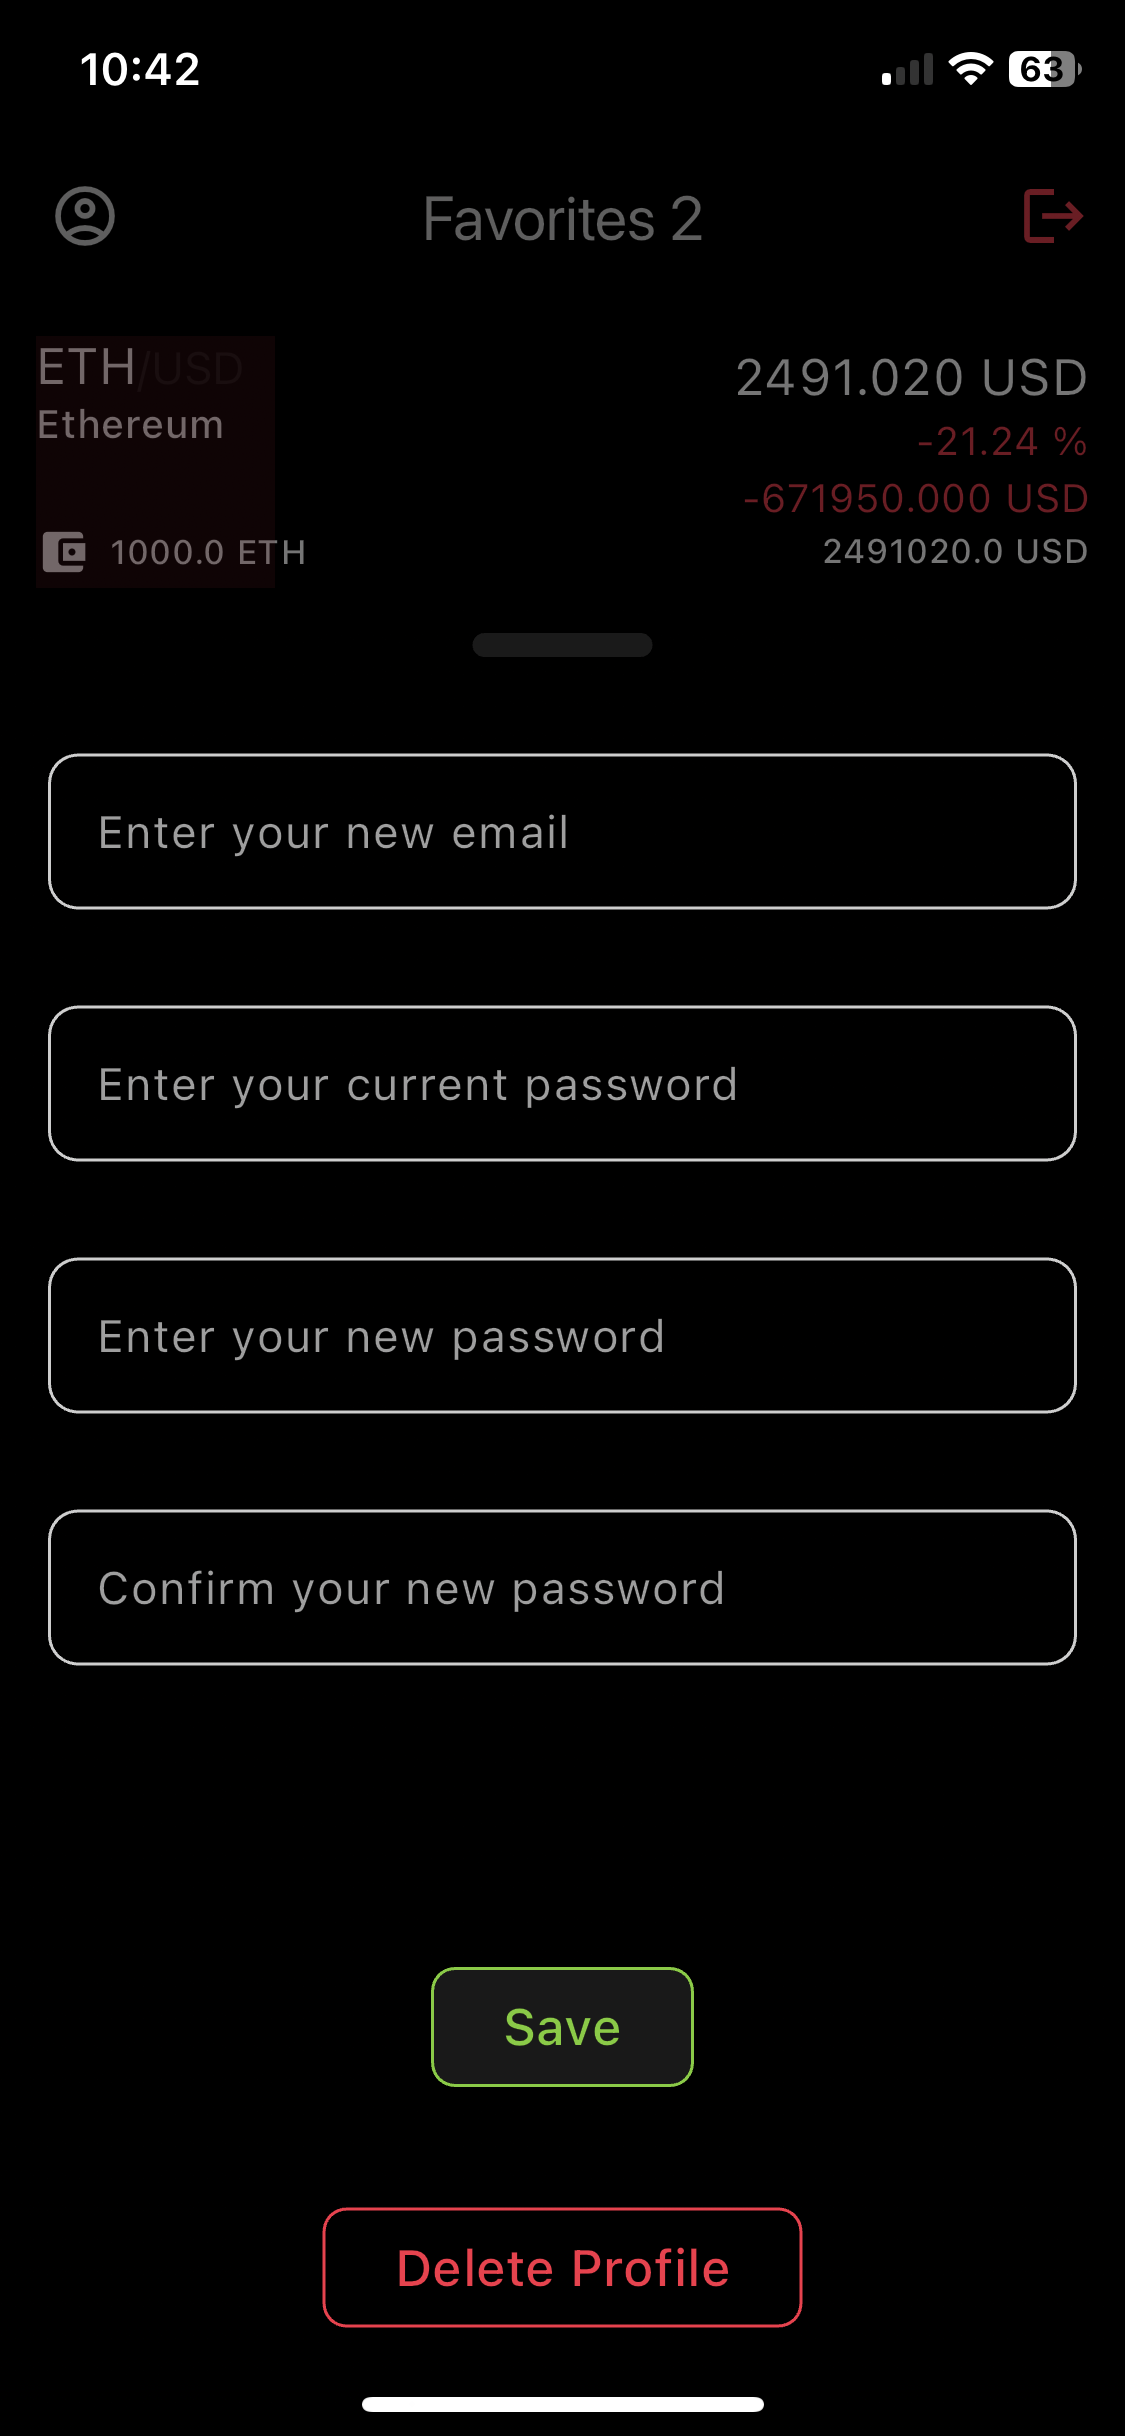 10:42
63
Favorites 2
ETH/USD
2491.020 USD
Ethereum
-21.24 %
-671950.000 USD
1000.0 ETH
2491020.0 USD
Enter your new email
Enter your current password
Enter your new password
Confirm your new password
Save
Delete Profile